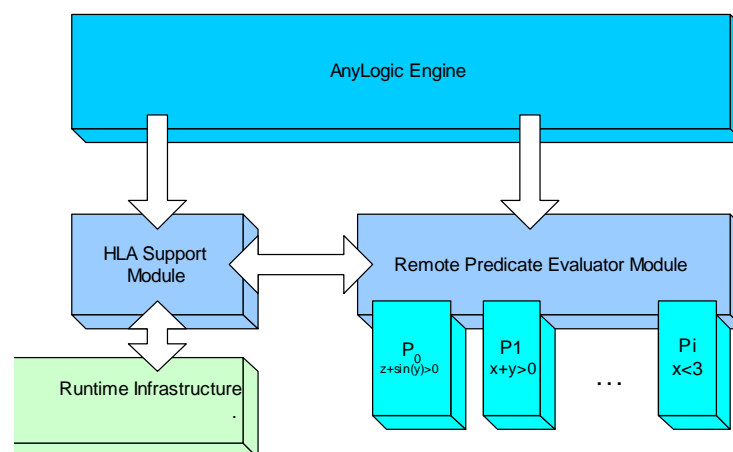 AnyLogic Engine
HLA Support
Module
Remote Predicate Evaluator Module
P0
z+sin(y)>0
P1
x+y>0
...
Pi
x<3
Runtime Infrastructure
.